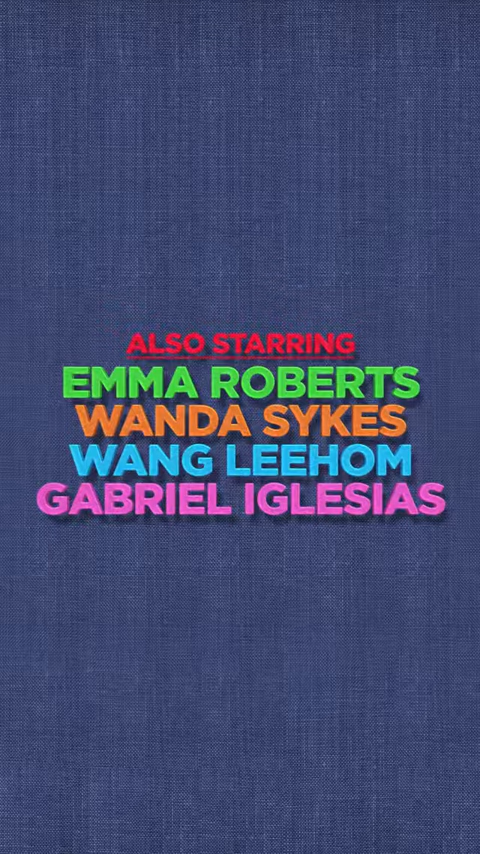 ALSO STARRING
EMMA ROBERTS
WANDA SYKES
WANG LEEHOM
GABRIEL IGLESIAS